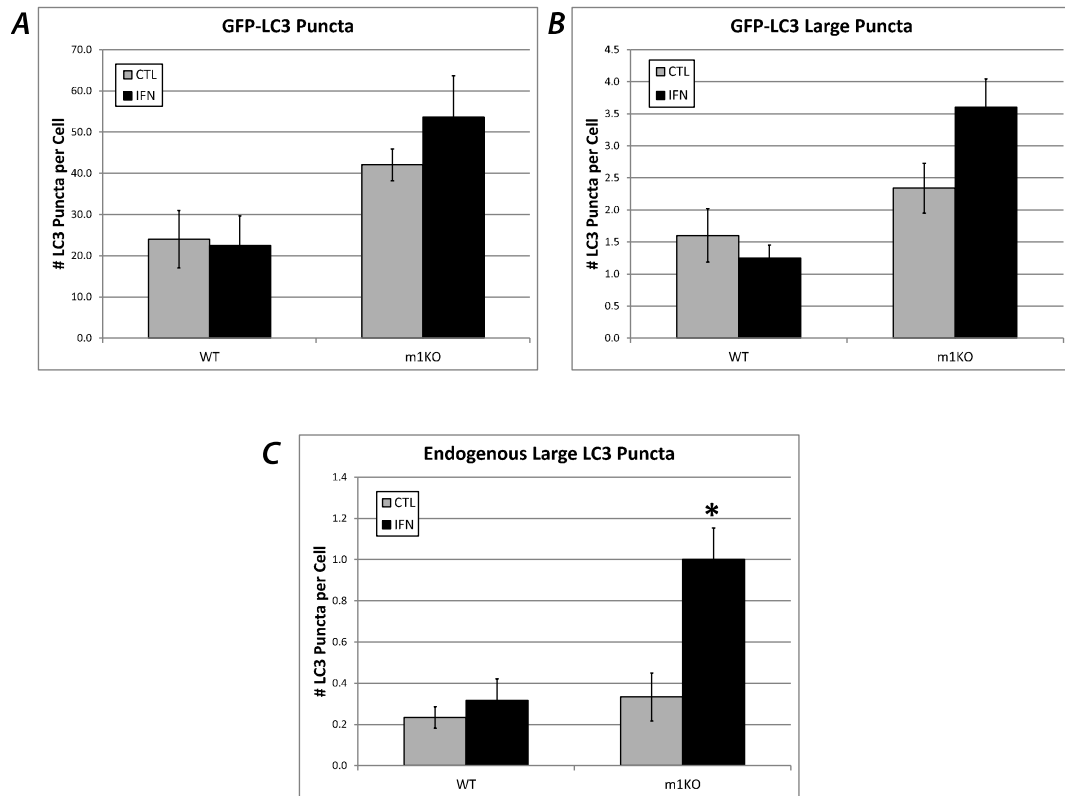 A
GFP-LC3 Puncta
# LC3 Puncta per Cell
70.0
60.0
50.0
40.0
30.0
20.0
10.0
0.0
CTL
IFN
WT
m1KO
B
GFP-LC3 Large Puncta
# LC3 Puncta per Cell
4.5
4.0
3.5
3.0
2.5
2.0
1.5
1.0
0.5
0.0
CTL
IFN
WT
m1KO
C
Endogenous Large LC3 Puncta
# LC3 Puncta per Cell
1.4
1.2
1.0
0.8
0.6
0.4
0.2
0.0
CTL
IFN
*
WT
m1KO